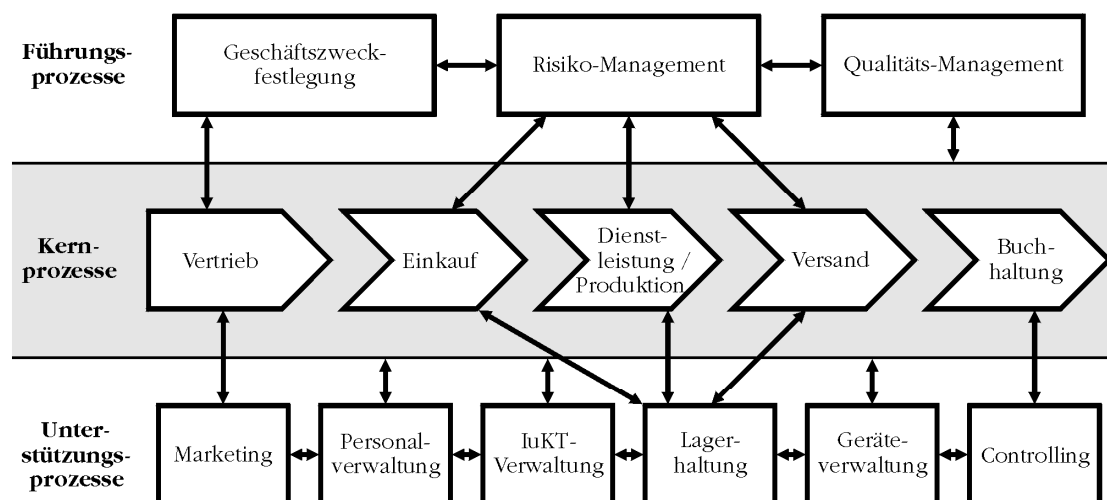 Führungs-
prozesse
Geschäftszweck-
festlegung
Risiko-Management
Qualitäts-Management
Kern-
prozesse
Vertrieb
Einkauf
Dienst-
leistung /
Produktion
Versand
Buch-
haltung
Unter-
stützungs-
prozesse
Marketing
Personal-
verwaltung
IuKT-
Verwaltung
Lager-
haltung
Geräte-
verwaltung
Controlling